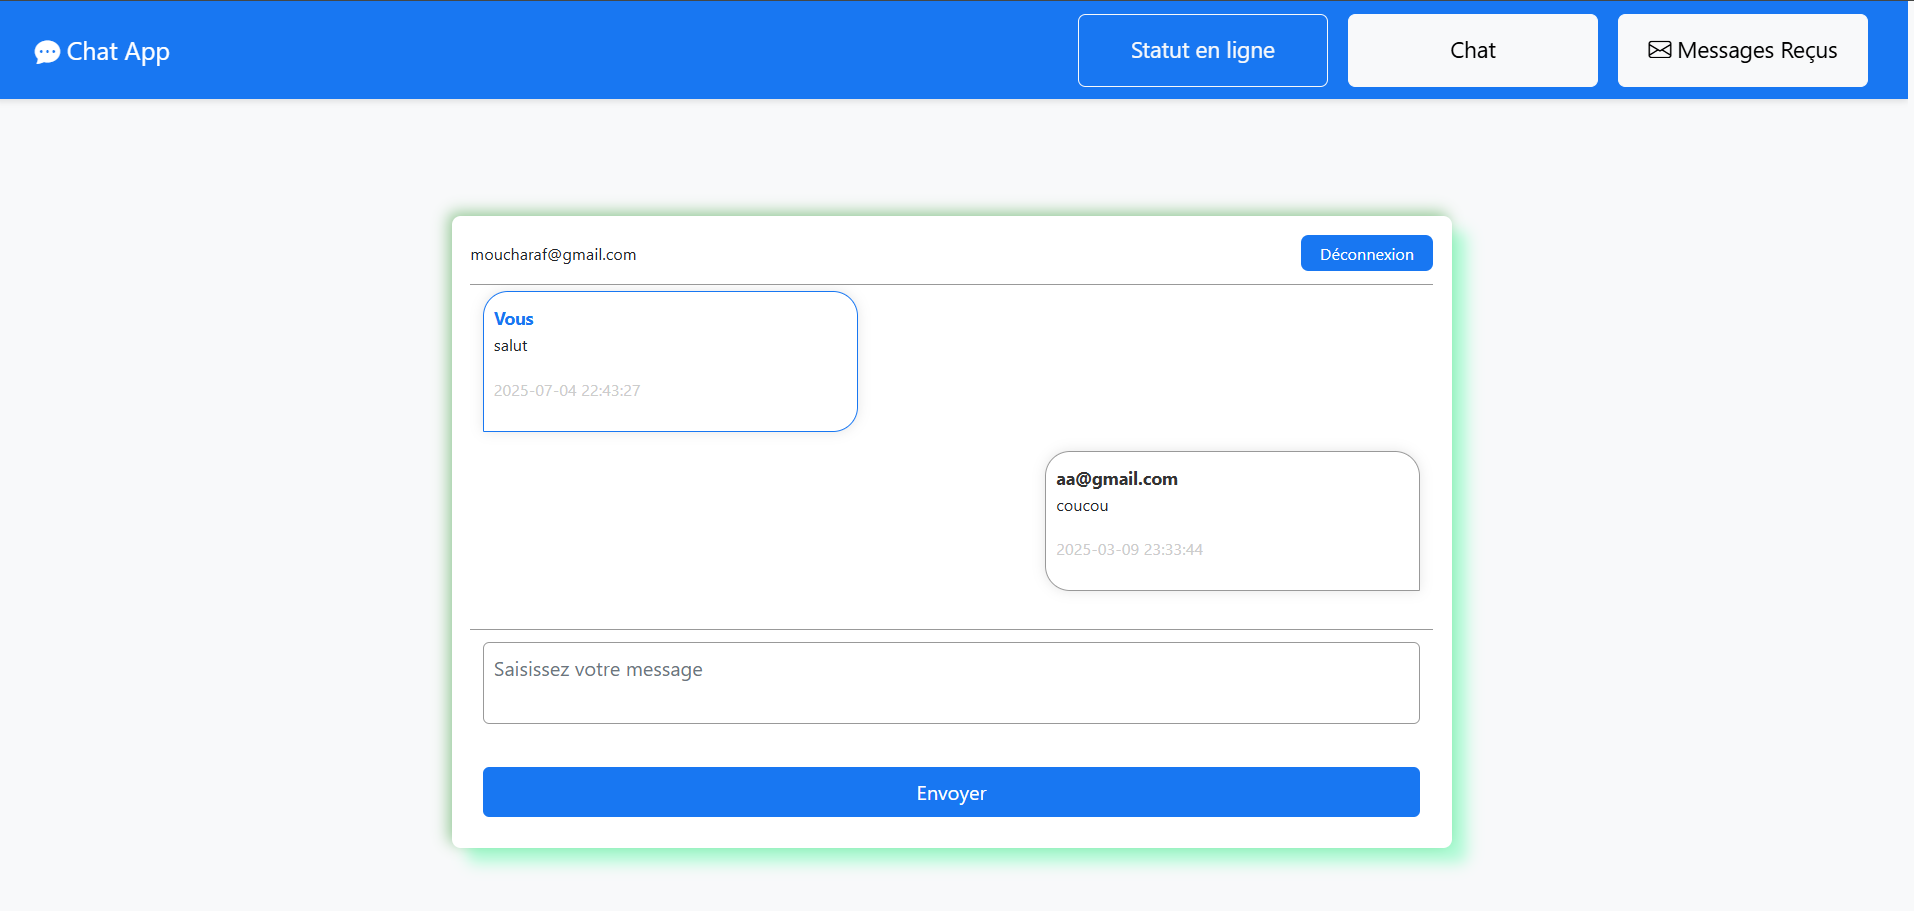 Chat App
Statut en ligne
Chat
Messages Reçus
moucharaf@gmail.com
Déconnexion
Vous
salut
2025-07-04 22:43:27
aa@gmail.com
coucou
2025-03-09 23:33:44
Saisissez votre message
Envoyer